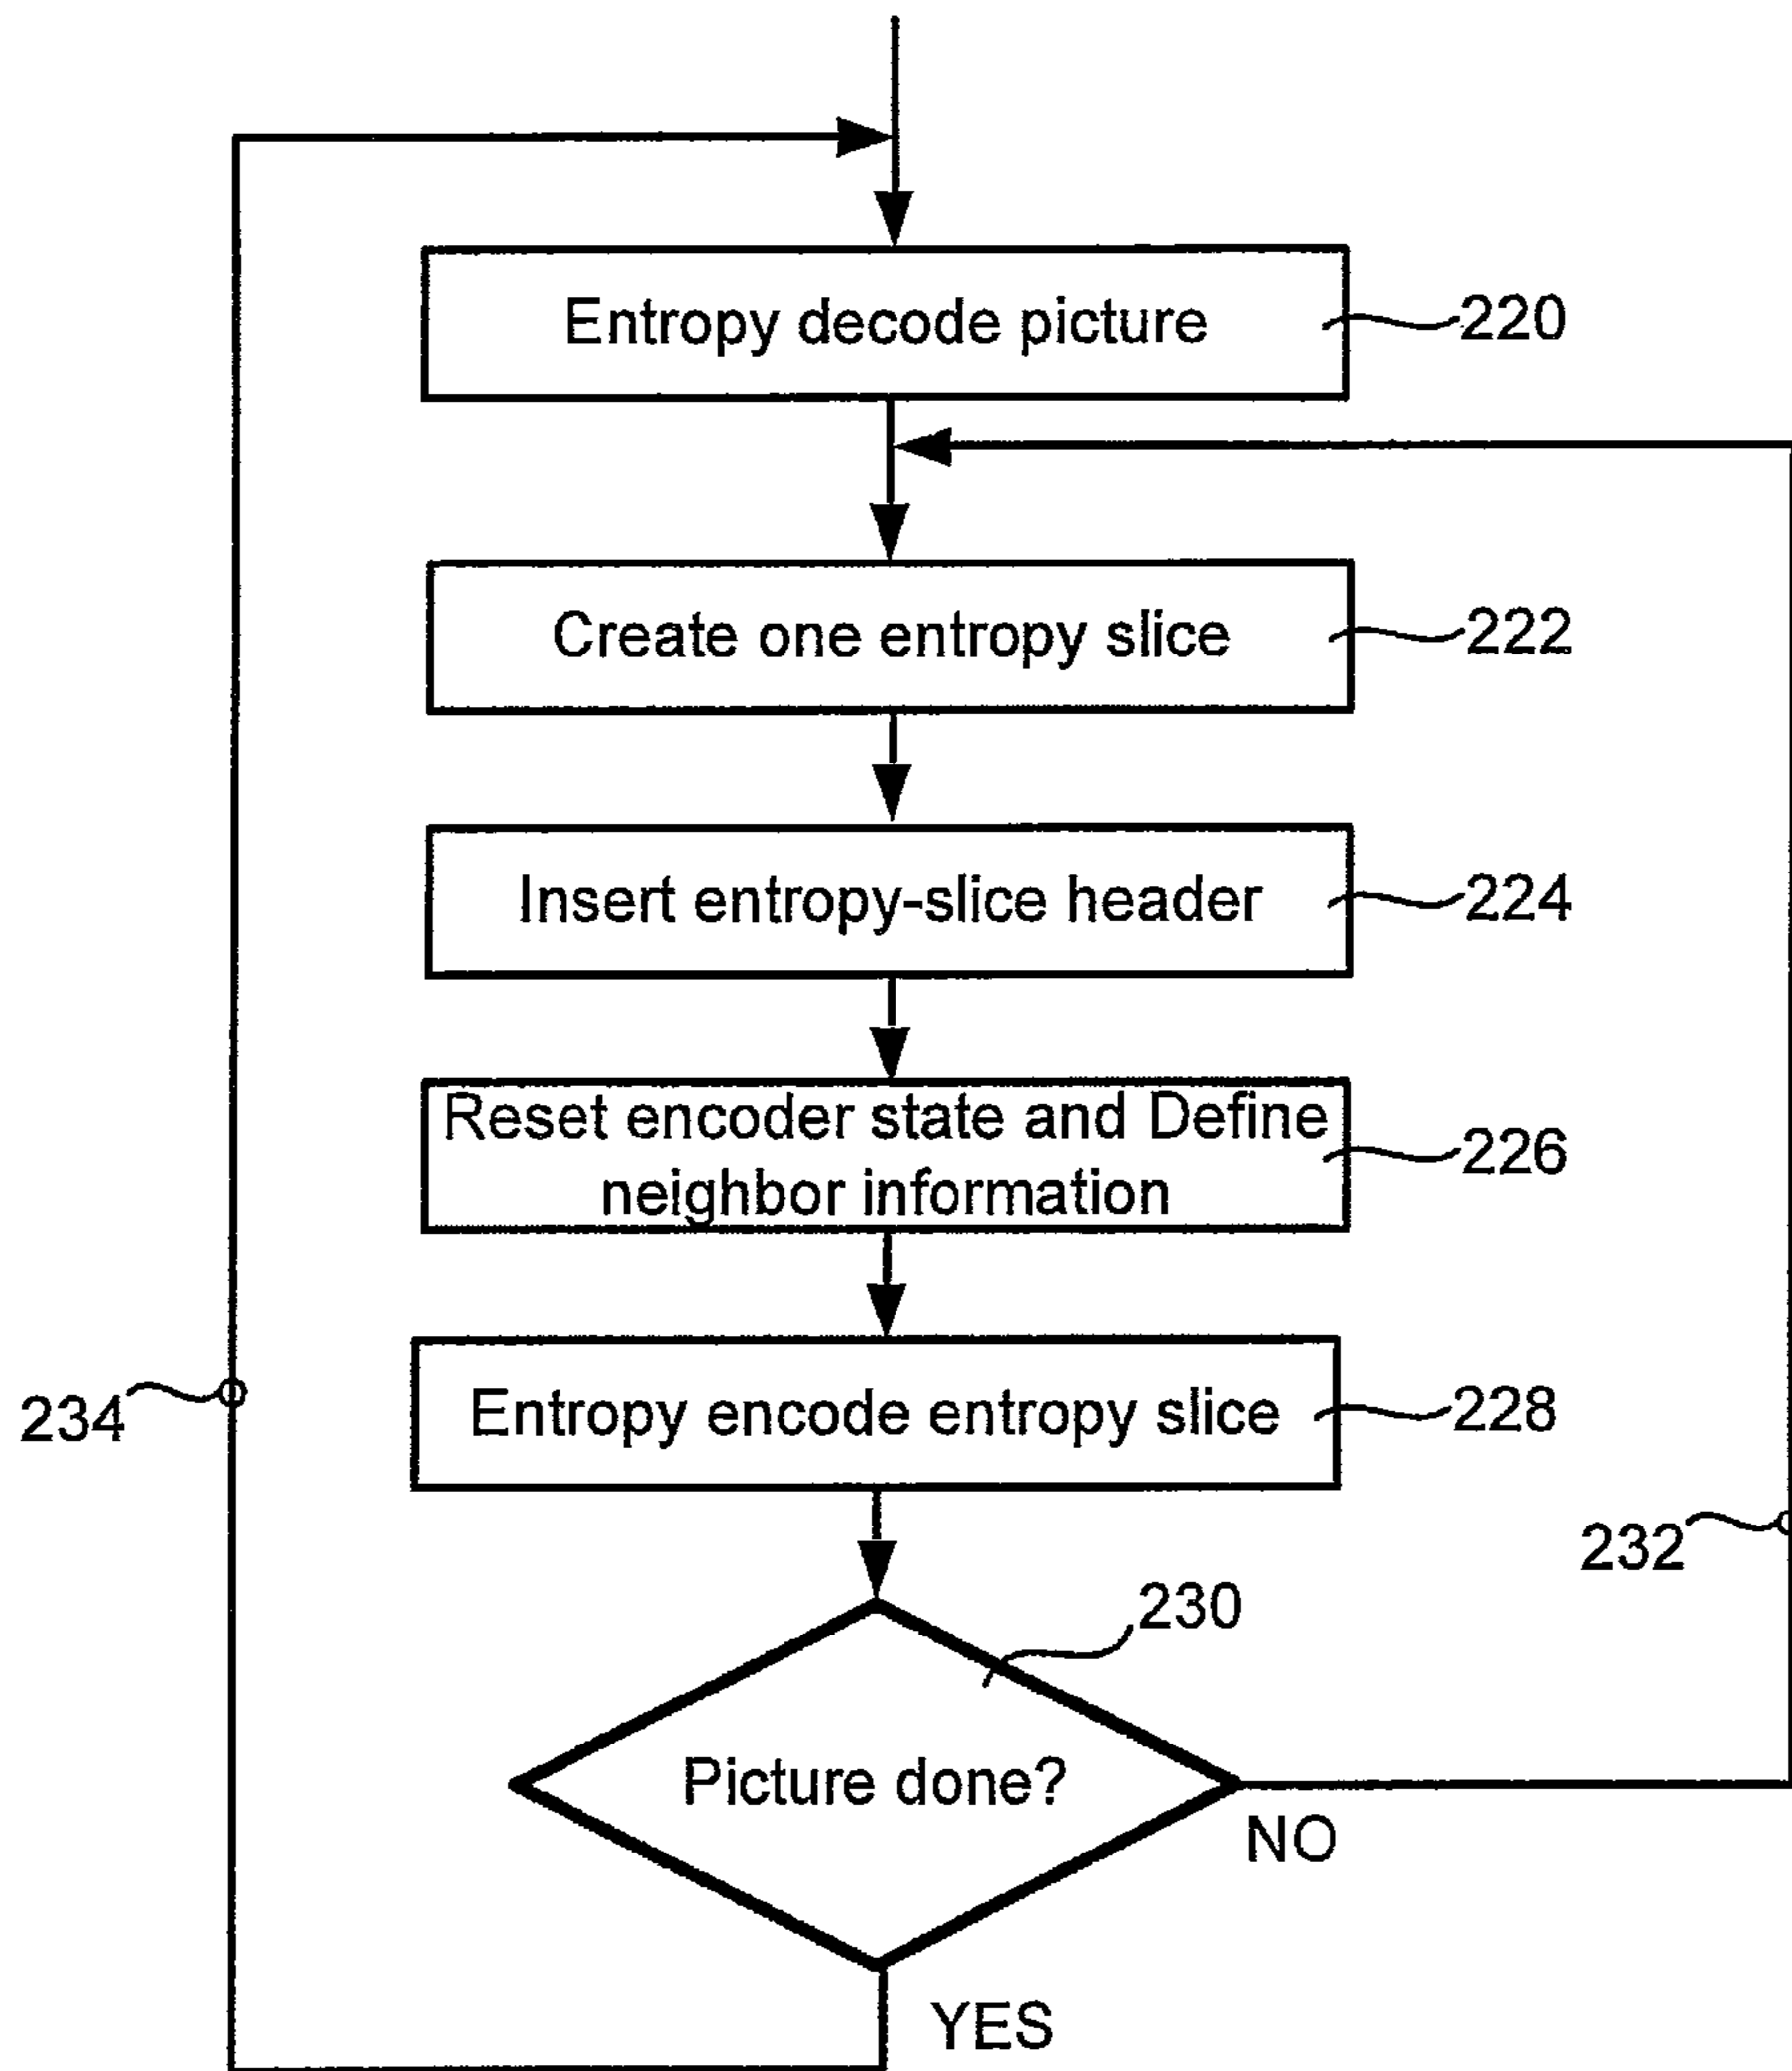 Entropy decode picture
220
Create one entropy slice
222
Insert entropy-slice header
224
Reset encoder state and Define
neighbor information
226
Entropy encode entropy slice
228
234
232
230
Picture done?
NO
YES